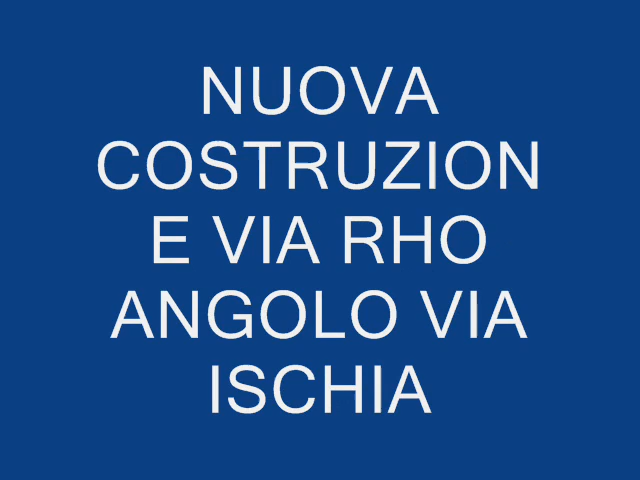 NUOVA
COSTRUZION
E VIA RHO
ANGOLO VIA
ISCHIA